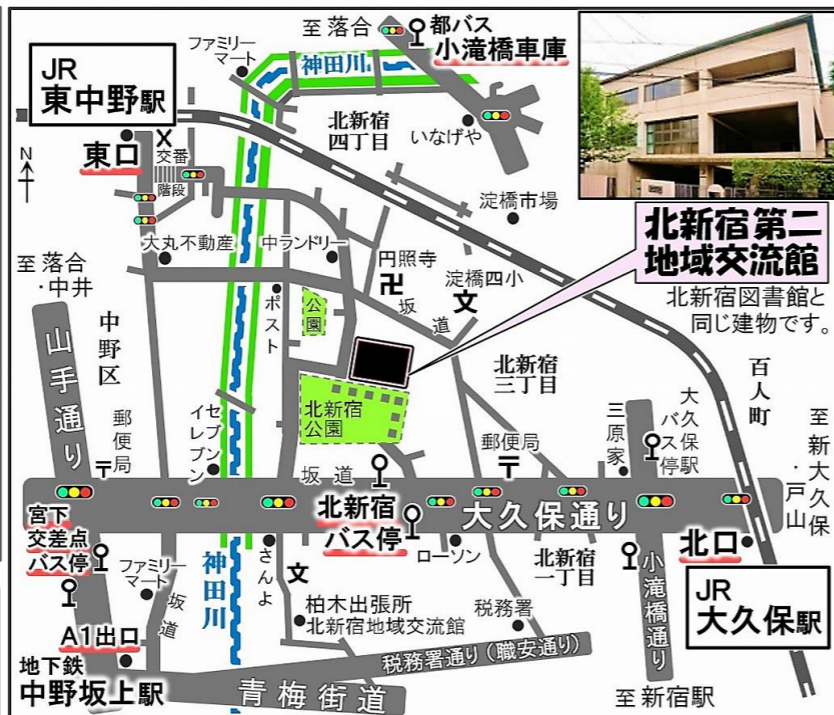 至 落合
都バス
小滝橋車庫
ファミリー
マート
神田川
JR
東中野駅
北新宿
四丁目
いなげや
東口
交番
階段
N
淀橋市場
北新宿第二
地域交流館
大丸不動産
中ランドリー
円照寺
淀橋四小
文
至 落合
・中井
ポスト
公園
坂道
北新宿図書館と
同じ建物です。
中野区
山手通り
北新宿
三丁目
百人町
セブン
イレブン
北新宿
公園
郵便局
〒
郵便局
〒
三原家
大久保駅
バス停
至 新大久保
・戸山
坂道
宮下
交差点
バス停
北新宿
バス停
大久保通り
北口
ファミリー
マート
坂道
神田川
さんよ
文
ローソン
北新宿
一丁目
小滝橋通り
JR
大久保駅
柏木出張所
北新宿地域交流館
税務署
A1出口
地下鉄
中野坂上駅
税務署通り(職安通り)
青梅街道
至 新宿駅